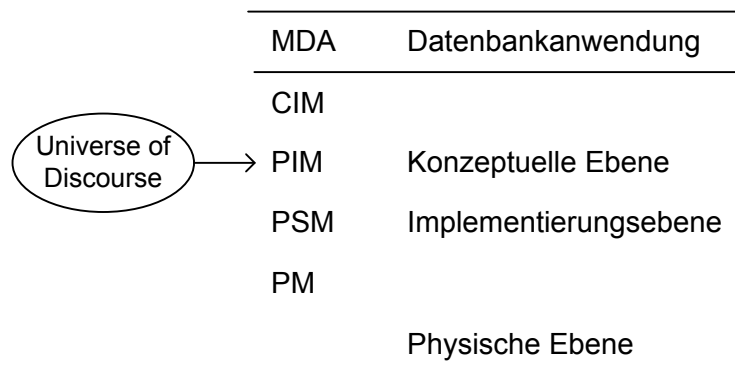 MDA Datenbankanwendung
CIM
Universe of
Discourse
PIM Konzeptuelle Ebene
PSM Implementierungsebene
PM
Physische Ebene